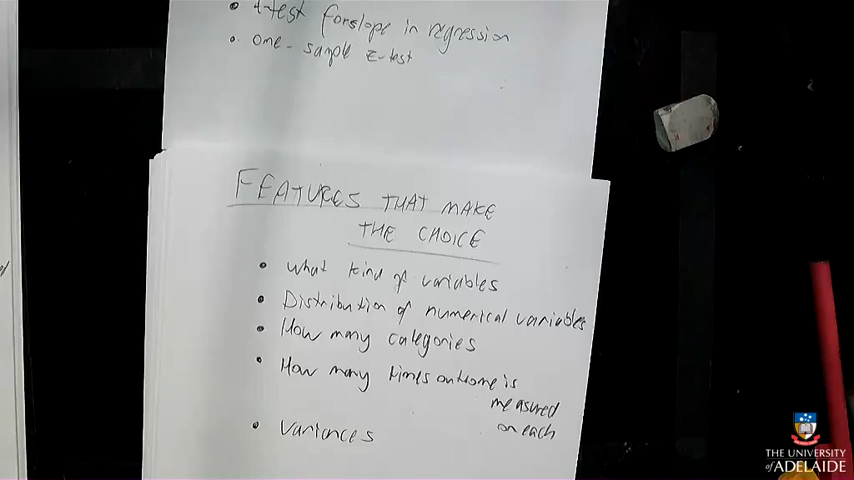 • t-test for slope in regression
• one-sample z-test
FEATURES THAT MAKE
THE CHOICE
• What kind of variables
• Distribution of numerical variables
• How many categories
• How many times outcome is
measured
on each
• Variances
THE UNIVERSITY
of ADELAIDE